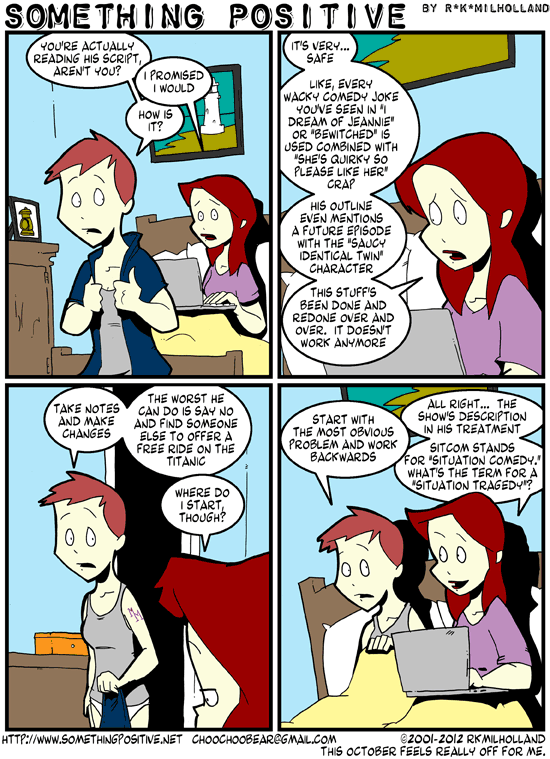 SOMETHING POSITIVE BY R*K*MILHOLLAND
YOU'RE ACTUALLY
READING HIS SCRIPT,
AREN'T YOU?
I PROMISED
I WOULD
HOW IS
IT?
IT'S VERY...
SAFE
LIKE, EVERY
WACKY COMEDY JOKE
YOU'VE SEEN IN "I
DREAM OF JEANNIE"
OR "BEWITCHED" IS
USED COMBINED WITH
"SHE'S QUIRKY SO
PLEASE LIKE HER"
CRAP
HIS OUTLINE
EVEN MENTIONS
A FUTURE EPISODE
WITH THE "SAUCY
IDENTICAL TWIN"
CHARACTER
THIS STUFF'S
BEEN DONE AND
REDONE OVER AND
OVER. IT DOESN'T
WORK ANYMORE
TAKE NOTES
AND MAKE
CHANGES
THE WORST HE
CAN DO IS SAY NO
AND FIND SOMEONE
ELSE TO OFFER A
FREE RIDE ON THE
TITANIC
WHERE DO
I START,
THOUGH?
MM
START WITH
THE MOST OBVIOUS
PROBLEM AND WORK
BACKWARDS
ALL RIGHT... THE
SHOW'S DESCRIPTION
IN HIS TREATMENT
SITCOM STANDS
FOR "SITUATION COMEDY."
WHAT'S THE TERM FOR A
"SITUATION TRAGEDY"?
HTTP://WWW.SOMETHINGPOSITIVE.NET CHOOCHOOBEAR@GMAIL.COM ©2001-2012 RKMILHOLLAND
THIS OCTOBER FEELS REALLY OFF FOR ME.